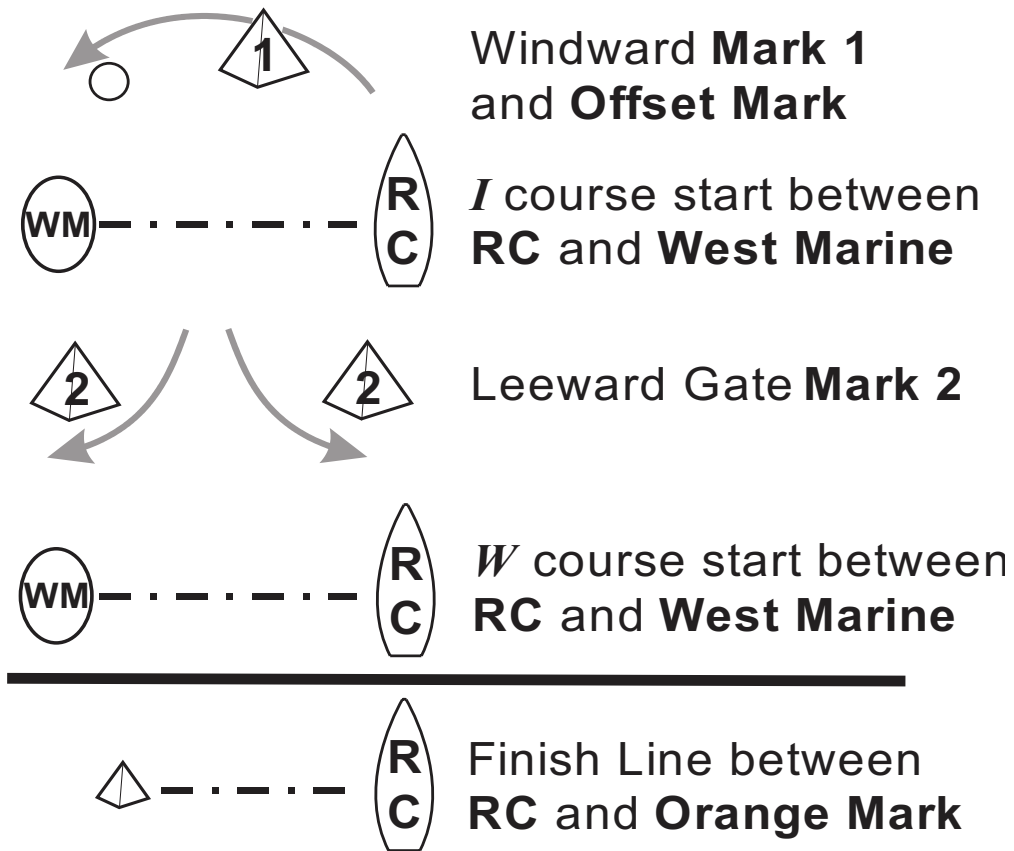 1
Windward Mark 1
and Offset Mark
WM
R
C
I course start between
RC and West Marine
2
2
Leeward Gate Mark 2
WM
R
C
W course start between
RC and West Marine
R
C
Finish Line between
RC and Orange Mark